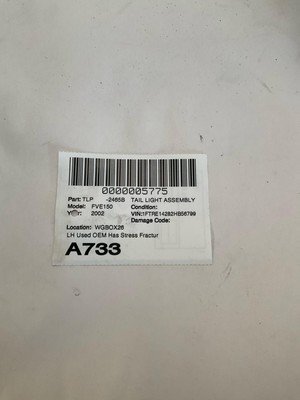 0000005775
Part: TLP -2465B TAIL LIGHT ASSEMBLY
Model: FVE150 Condition:
Year: 2002 VIN:1FTRE14282HB56799
Damage Code:
Location: WGBOX26
LH Used OEM Has Stress Fractur
A733